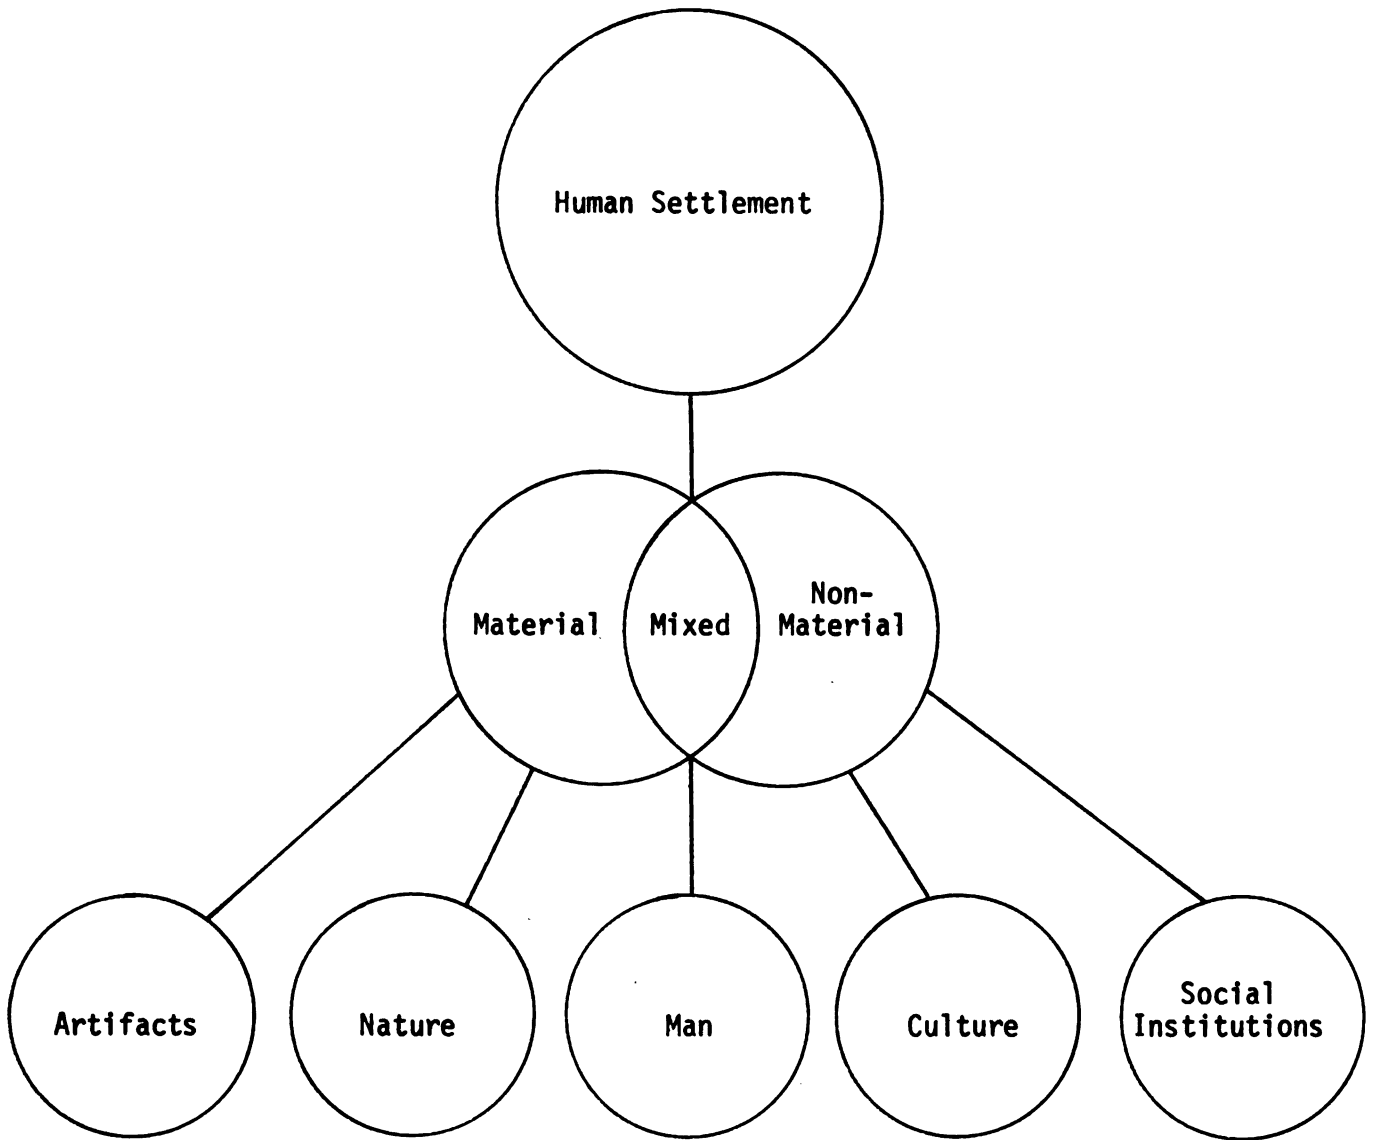 Human Settlement
Material
Mixed
Non-
Material
Artifacts
Nature
Man
Culture
Social
Institutions